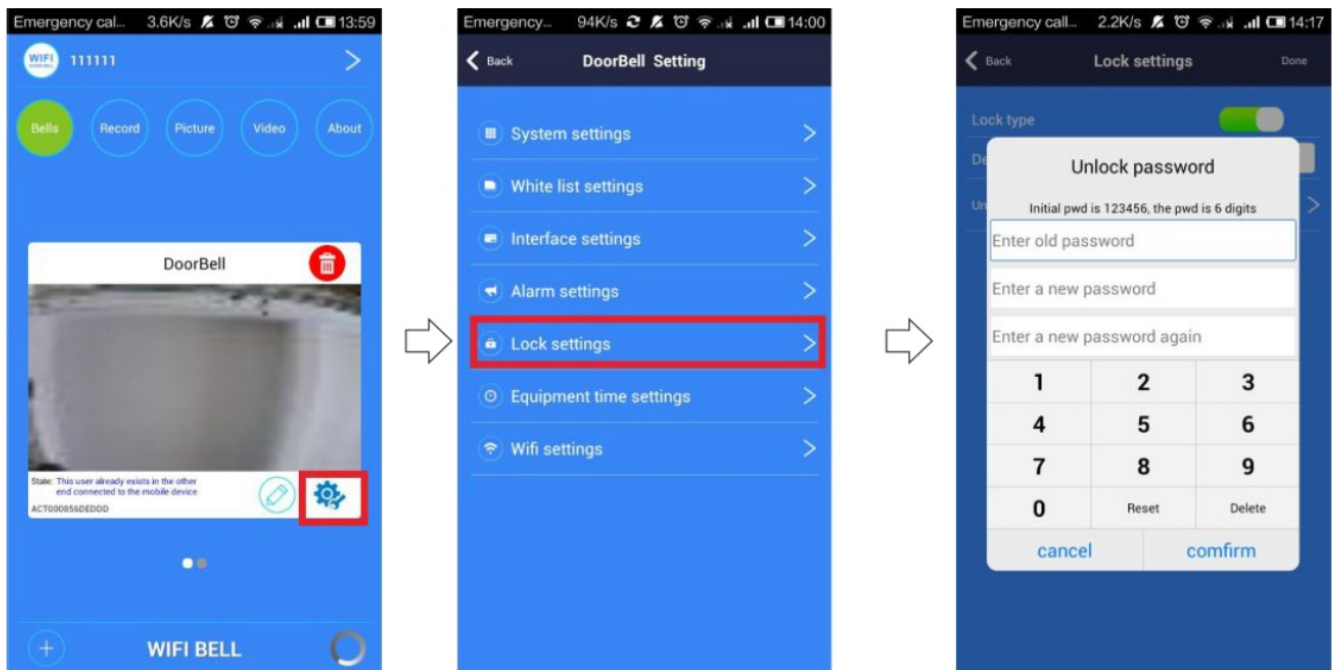 Emergency cal... 3.6K/s 13:59
WIFI
111111
Bells Record Picture Video About
DoorBell
State: This user already exists in the other
end connected to the mobile device
ACT000856DEDDD
WIFI BELL
Emergency... 94K/s 14:00
Back DoorBell Setting
System settings
White list settings
Interface settings
Alarm settings
Lock settings
Equipment time settings
Wifi settings
Emergency call... 2.2K/s 14:17
Back Lock settings Done
Lock type
De
Un
Unlock password
Initial pwd is 123456, the pwd is 6 digits
Enter old password
Enter a new password
Enter a new password again
1 2 3
4 5 6
7 8 9
0 Reset Delete
cancel comfirm